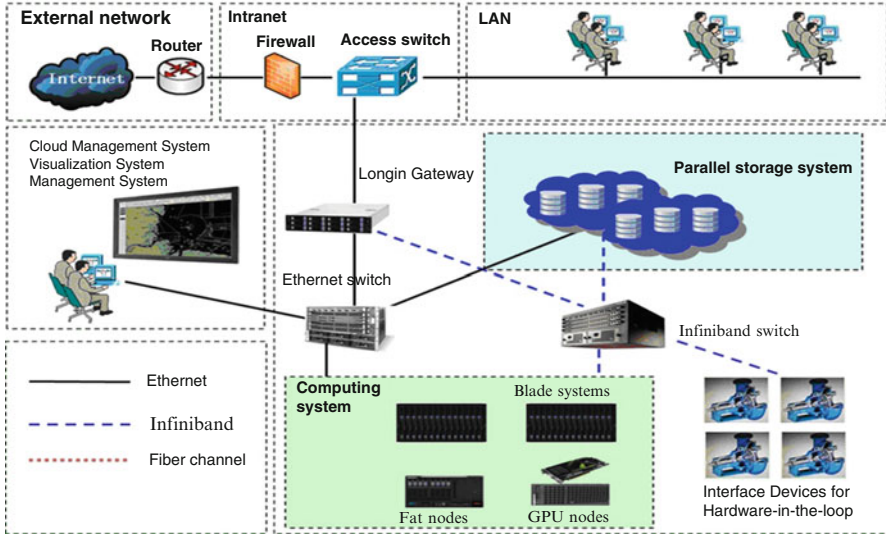 External network
Intranet
LAN
Router
Firewall
Access switch
Internet
Cloud Management System
Visualization System
Management System
Longin Gateway
Parallel storage system
Ethernet switch
Infiniband switch
Ethernet
Infiniband
Fiber channel
Computing
system
Blade systems
Fat nodes
GPU nodes
Interface Devices for
Hardware-in-the-loop